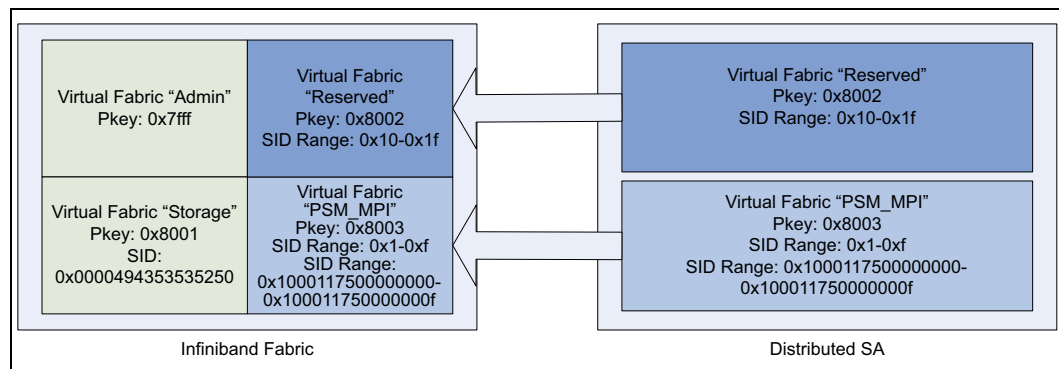 Virtual Fabric “Admin”
Pkey: 0x7fff
Virtual Fabric
“Reserved”
Pkey: 0x8002
SID Range: 0x10-0x1f
Virtual Fabric “Storage”
Pkey: 0x8001
SID:
0x0000494353535250
Virtual Fabric
“PSM_MPI”
Pkey: 0x8003
SID Range: 0x1-0xf
SID Range:
0x1000117500000000-
0x100011750000000f
Infiniband Fabric
Virtual Fabric “Reserved”
Pkey: 0x8002
SID Range: 0x10-0x1f
Virtual Fabric “PSM_MPI”
Pkey: 0x8003
SID Range: 0x1-0xf
SID Range: 0x1000117500000000-
0x100011750000000f
Distributed SA